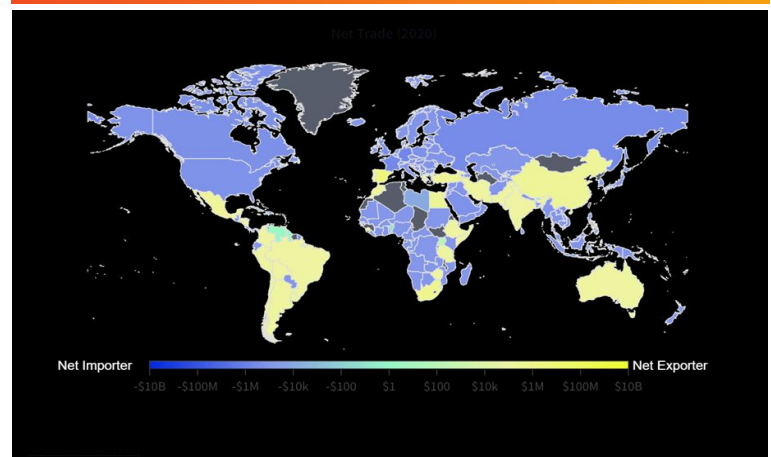 Net Trade (2020)
Net Importer
Net Exporter
-$10B -$100M -$1M -$10k -$100 $1 $100 $10k $1M $100M $10B